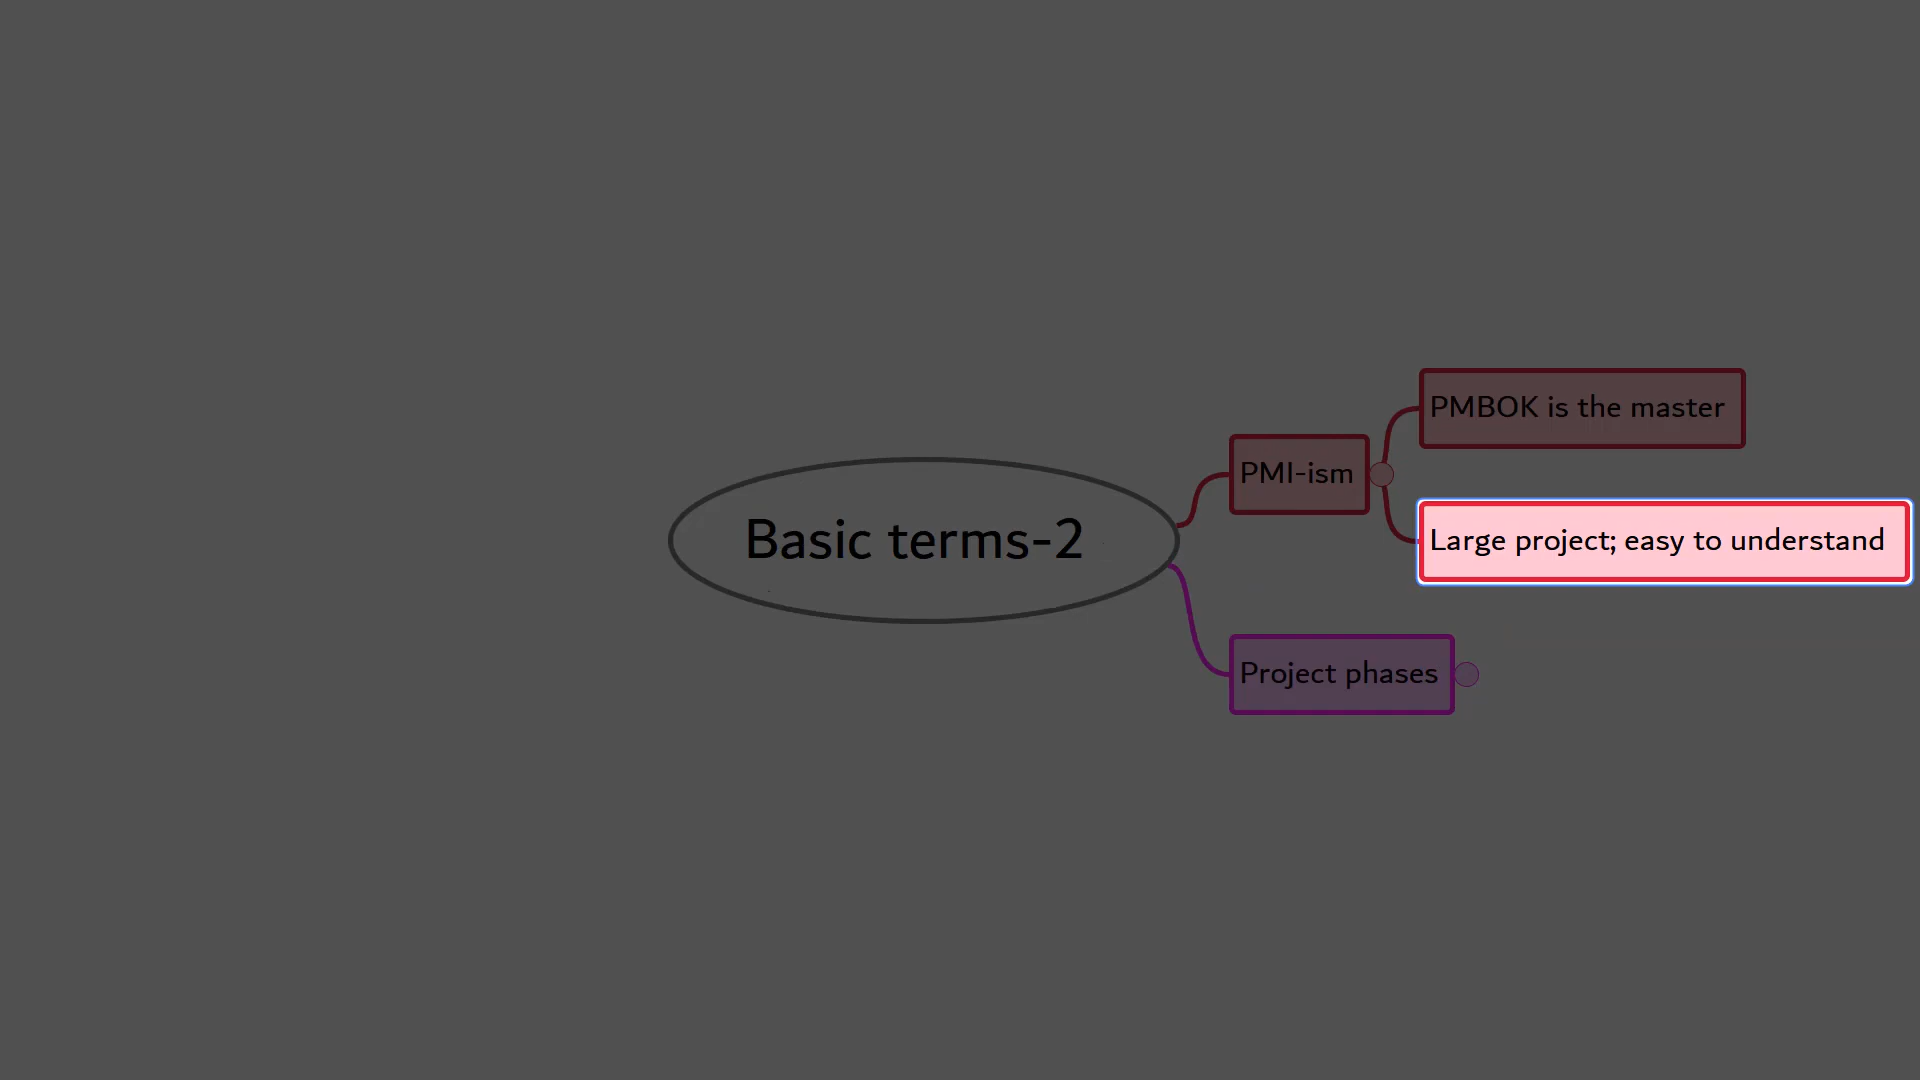 Basic terms-2
PMI-ism
PMBOK is the master
Large project; easy to understand
Project phases